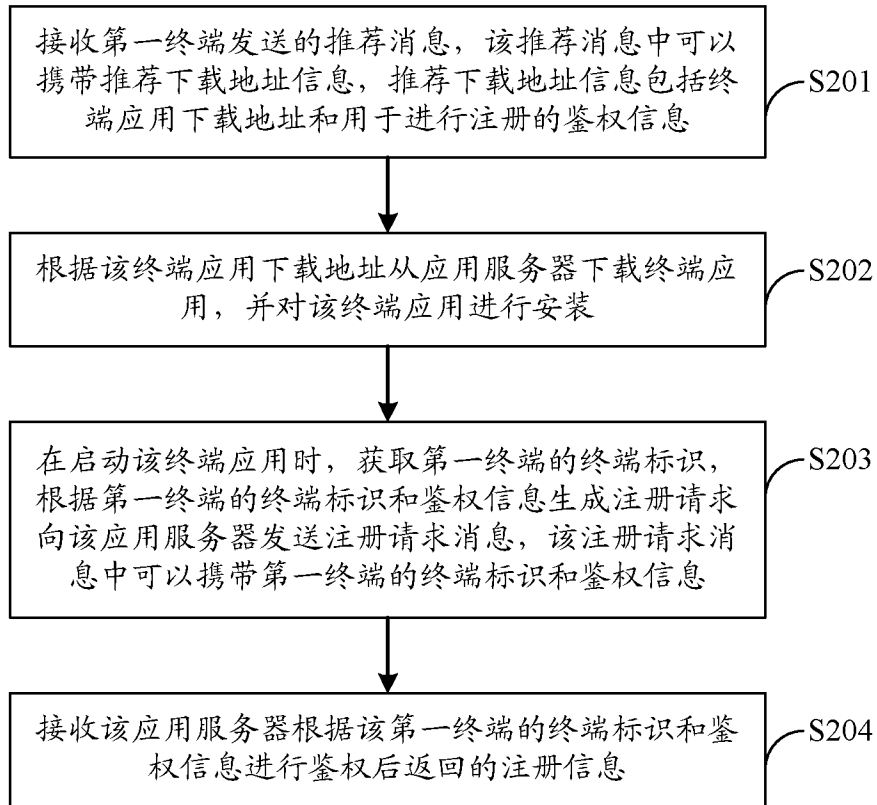 接收第一终端发送的推荐消息，该推荐消息中可以
携带推荐下载地址信息，推荐下载地址信息包括终
端应用下载地址和用于进行注册的鉴权信息
S201
根据该终端应用下载地址从应用服务器下载终端应
用，并对该终端应用进行安装
S202
在启动该终端应用时，获取第一终端的终端标识，
根据第一终端的终端标识和鉴权信息生成注册请求
向该应用服务器发送注册请求消息，该注册请求消
息中可以携带第一终端的终端标识和鉴权信息
S203
接收该应用服务器根据该第一终端的终端标识和鉴
权信息进行鉴权后返回的注册信息
S204